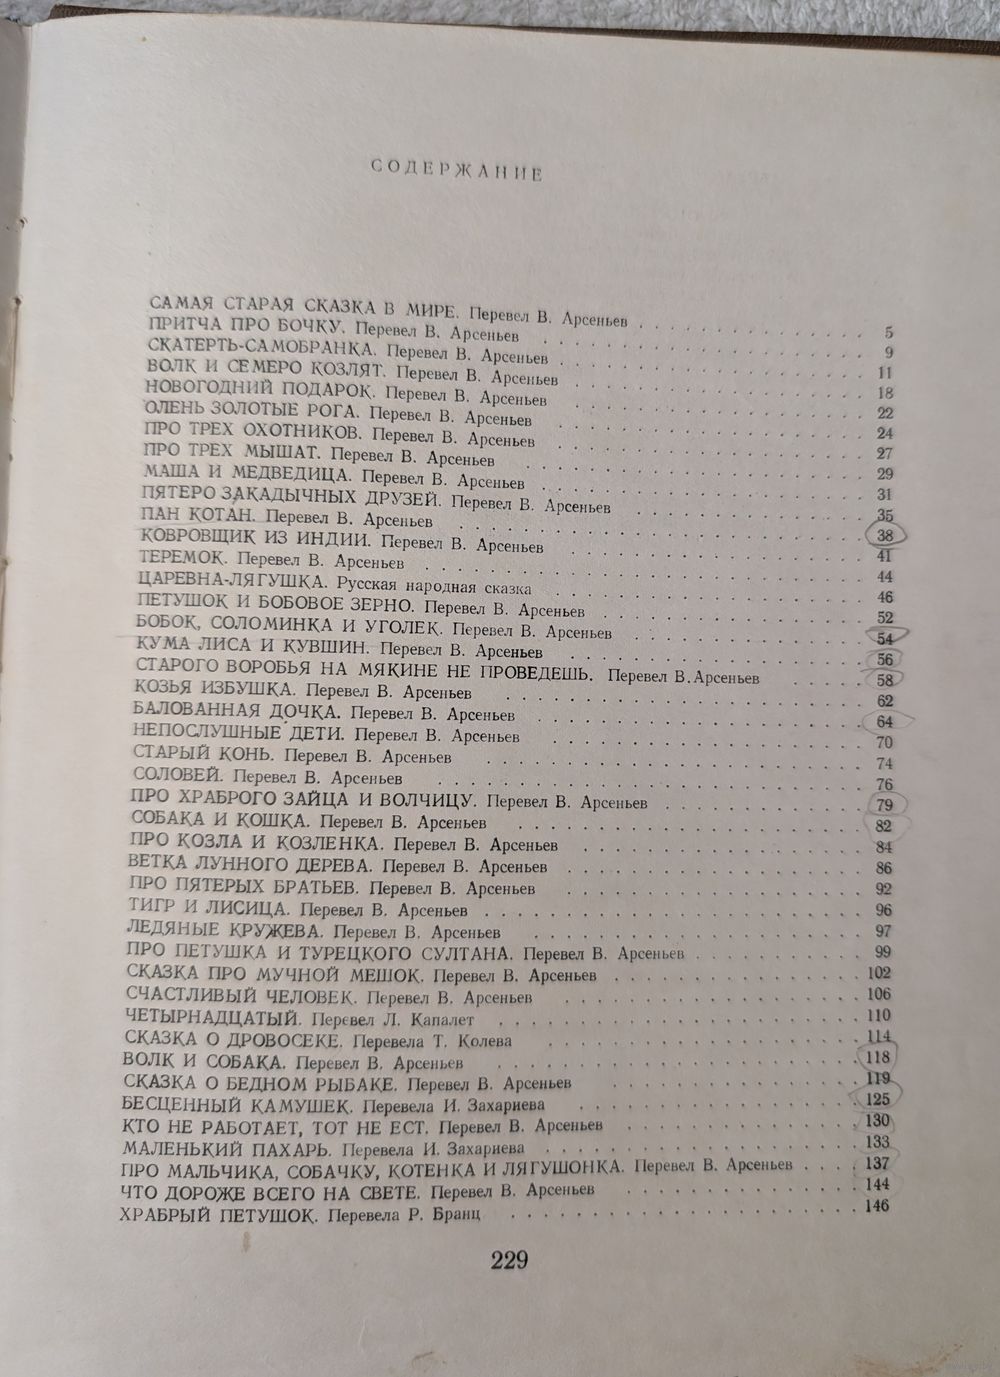 СОДЕРЖАНИЕ
САМАЯ СТАРАЯ СКАЗКА В МИРЕ. Перевел В. Арсеньев . . . . . 5
ПРИТЧА ПРО БОЧКУ. Перевел В. Арсеньев . . . . . 9
СКАТЕРТЬ-САМОБРАНКА. Перевел В. Арсеньев . . . . . 11
ВОЛК И СЕМЕРО КОЗЛЯТ. Перевел В. Арсеньев . . . . . 18
НОВОГОДНИЙ ПОДАРОК. Перевел В. Арсеньев . . . . . 22
ОЛЕНЬ ЗОЛОТЫЕ РОГА. Перевел В. Арсеньев . . . . . 24
ПРО ТРЕХ ОХОТНИКОВ. Перевел В. Арсеньев . . . . . 27
ПРО ТРЕХ МЫШАТ. Перевел В. Арсеньев . . . . . 29
МАША И МЕДВЕДИЦА. Перевел В. Арсеньев . . . . . 31
ПЯТЕРО ЗАКАДЫЧНЫХ ДРУЗЕЙ. Перевел В. Арсеньев . . . . . 35
ПАН КОТАН. Перевел В. Арсеньев . . . . . 38
КОВРОВЩИК ИЗ ИНДИИ. Перевел В. Арсеньев . . . . . 41
ТЕРЕМОК. Перевел В. Арсеньев . . . . . 44
ЦАРЕВНА-ЛЯГУШКА. Русская народная сказка . . . . . 46
ПЕТУШОК И БОБОВОЕ ЗЕРНО. Перевел В. Арсеньев . . . . . 52
БОБОК, СОЛОМИНКА И УГОЛЕК. Перевел В. Арсеньев . . . . . 54
КУМА ЛИСА И КУВШИН. Перевел В. Арсеньев . . . . . 56
СТАРОГО ВОРОБЬЯ НА МЯКИНЕ НЕ ПРОВЕДЕШЬ. Перевел В. Арсеньев . . . . . 58
КОЗЬЯ ИЗБУШКА. Перевел В. Арсеньев . . . . . 62
БАЛОВАННАЯ ДОЧКА. Перевел В. Арсеньев . . . . . 64
НЕПОСЛУШНЫЕ ДЕТИ. Перевел В. Арсеньев . . . . . 70
СТАРЫЙ КОНЬ. Перевел В. Арсеньев . . . . . 74
СОЛОВЕЙ. Перевел В. Арсеньев . . . . . 76
ПРО ХРАБРОГО ЗАЙЦА И ВОЛЧИЦУ. Перевел В. Арсеньев . . . . . 79
СОБАКА И КОШКА. Перевел В. Арсеньев . . . . . 82
ПРО КОЗЛА И КОЗЛЕНКА. Перевел В. Арсеньев . . . . . 84
ВЕТКА ЛУННОГО ДЕРЕВА. Перевел В. Арсеньев . . . . . 86
ПРО ПЯТЕРЫХ БРАТЬЕВ. Перевел В. Арсеньев . . . . . 92
ТИГР И ЛИСИЦА. Перевел В. Арсеньев . . . . . 96
ЛЕДЯНЫЕ КРУЖЕВА. Перевел В. Арсеньев . . . . . 97
ПРО ПЕТУШКА И ТУРЕЦКОГО СУЛТАНА. Перевел В. Арсеньев . . . . . 99
СКАЗКА ПРО МУЧНОЙ МЕШОК. Перевел В. Арсеньев . . . . . 102
СЧАСТЛИВЫЙ ЧЕЛОВЕК. Перевел В. Арсеньев . . . . . 106
ЧЕТЫРНАДЦАТЫЙ. Перевел Л. Капалет . . . . . 110
СКАЗКА О ДРОВОСЕКЕ. Перевела Т. Колева . . . . . 114
ВОЛК И СОБАКА. Перевел В. Арсеньев . . . . . 118
СКАЗКА О БЕДНОМ РЫБАКЕ. Перевел В. Арсеньев . . . . . 119
БЕСЦЕННЫЙ КАМУШЕК. Перевела И. Захариева . . . . . 125
КТО НЕ РАБОТАЕТ, ТОТ НЕ ЕСТ. Перевел В. Арсеньев . . . . . 130
МАЛЕНЬКИЙ ПАХАРЬ. Перевела И. Захариева . . . . . 133
ПРО МАЛЬЧИКА, СОБАЧКУ, КОТЕНКА И ЛЯГУШОНКА. Перевел В. Арсеньев . . . . 137
ЧТО ДОРОЖЕ ВСЕГО НА СВЕТЕ. Перевел В. Арсеньев . . . . . 144
ХРАБРЫЙ ПЕТУШОК. Перевела Р. Бранц . . . . . 146
229